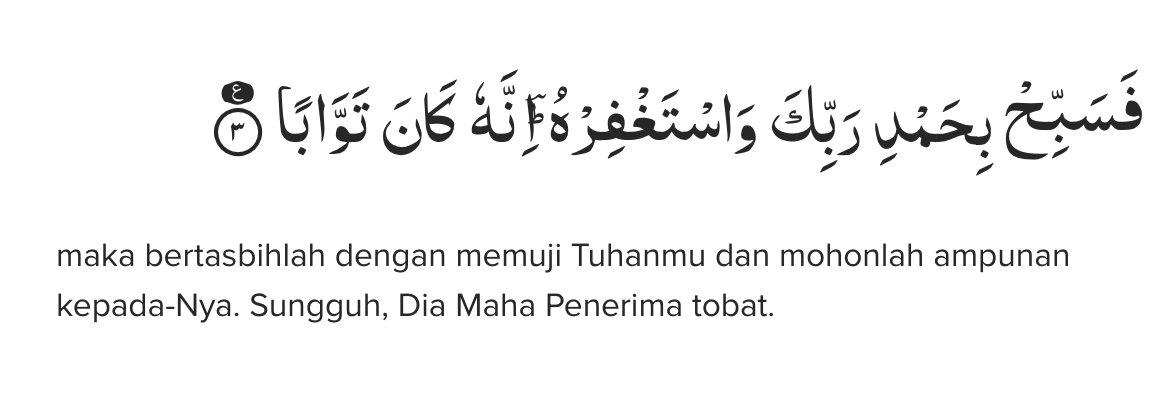 فَسَبِّحْ بِحَمْدِ رَبِّكَ وَاسْتَغْفِرْهُۗ اِنَّهٗ كَانَ تَوَّابًا ࣖ ٣
maka bertasbihlah dengan memuji Tuhanmu dan mohonlah ampunan
kepada-Nya. Sungguh, Dia Maha Penerima tobat.